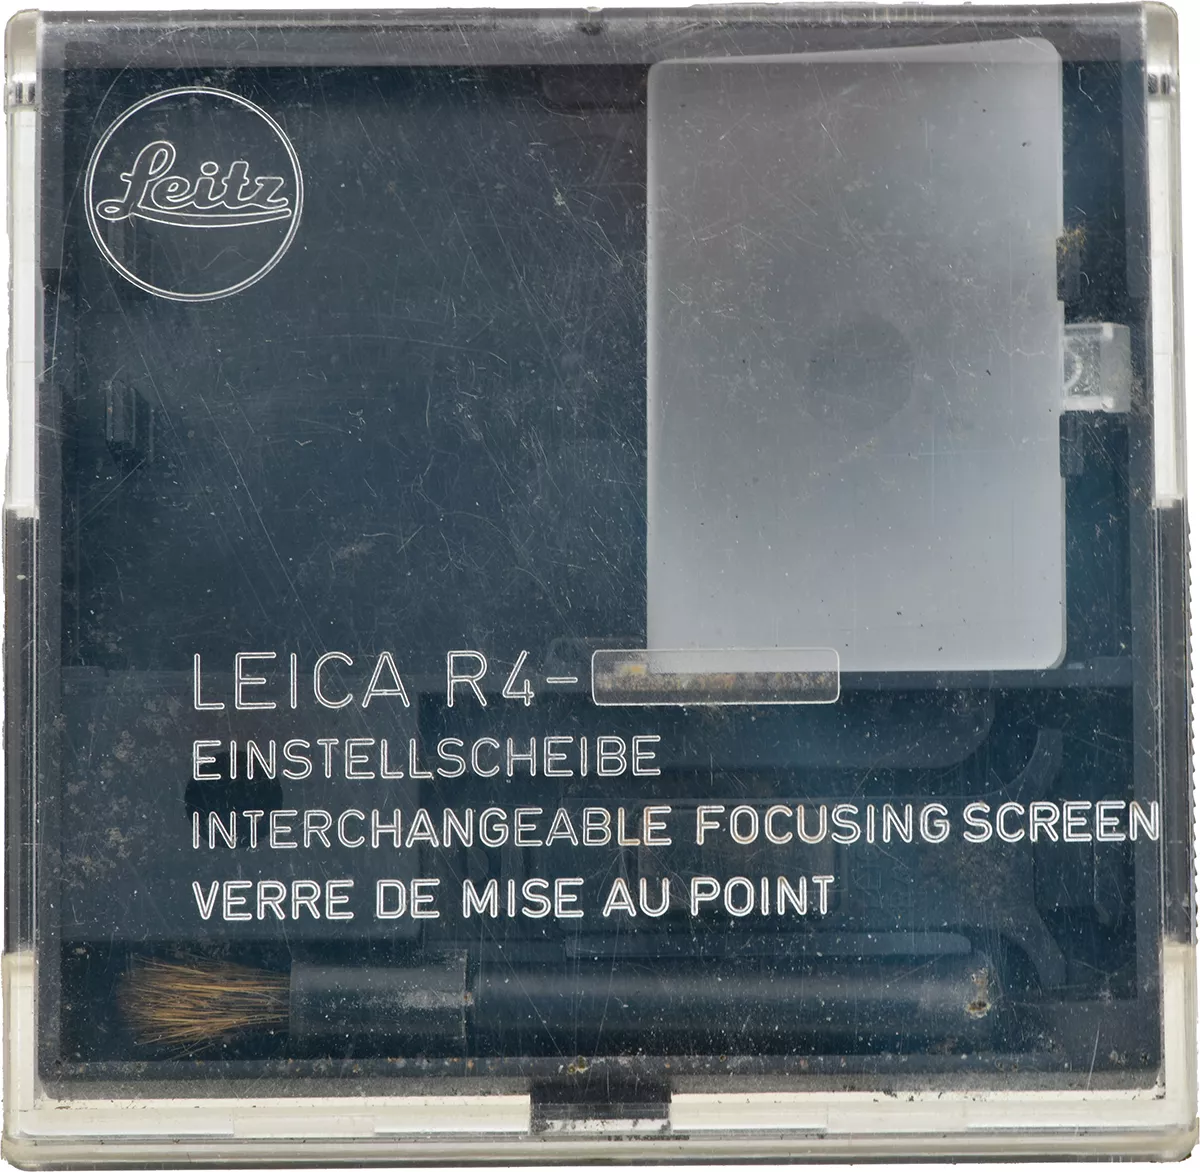 Leitz
LEICA R4-
EINSTELLSCHEIBE
INTERCHANGEABLE FOCUSING SCREEN
VERRE DE MISE AU POINT